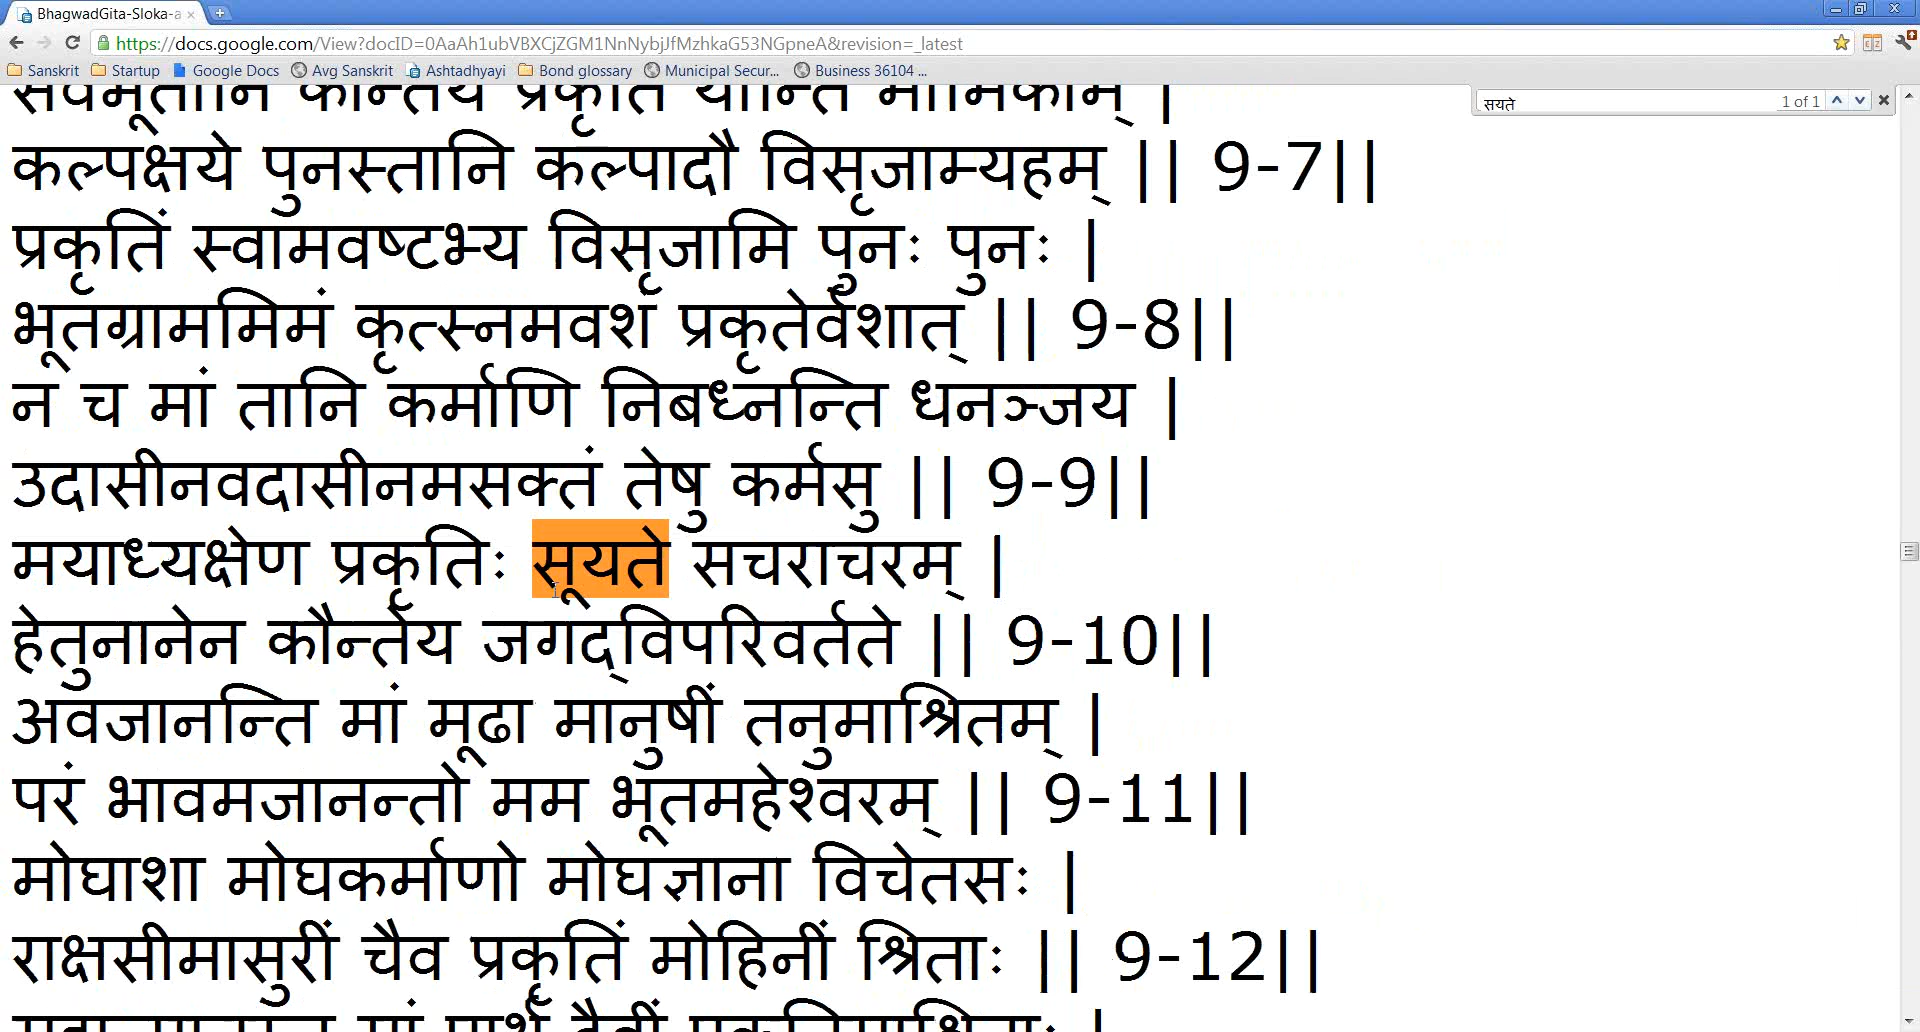 BhagwadGita-Sloka-a
https://docs.google.com/View?docID=0AaAh1ubVBXCjZGM1NnNybjJfMzhkaG53NGpneA&revision=_latest
Sanskrit Startup Google Docs Avg Sanskrit Ashtadhyayi Bond glossary Municipal Secur... Business 36104 ...
सूयते 1 of 1
सर्वभूतानि कौन्तेय प्रकृतिं यान्ति मामिकाम् |
कल्पक्षये पुनस्तानि कल्पादौ विसृजाम्यहम् || 9-7||
प्रकृतिं स्वामवष्टभ्य विसृजामि पुनः पुनः |
भूतग्राममिमं कृत्स्नमवशं प्रकृतेर्वशात् || 9-8||
न च मां तानि कर्माणि निबध्नन्ति धनञ्जय |
उदासीनवदासीनमसक्तं तेषु कर्मसु || 9-9||
मयाध्यक्षेण प्रकृतिः सूयते सचराचरम् |
हेतुनानेन कौन्तेय जगद्विपरिवर्तते || 9-10||
अवजानन्ति मां मूढा मानुषीं तनुमाश्रितम् |
परं भावमजानन्तो मम भूतमहेश्वरम् || 9-11||
मोघाशा मोघकर्माणो मोघज्ञाना विचेतसः |
राक्षसीमासुरीं चैव प्रकृतिं मोहिनीं श्रिताः || 9-12||